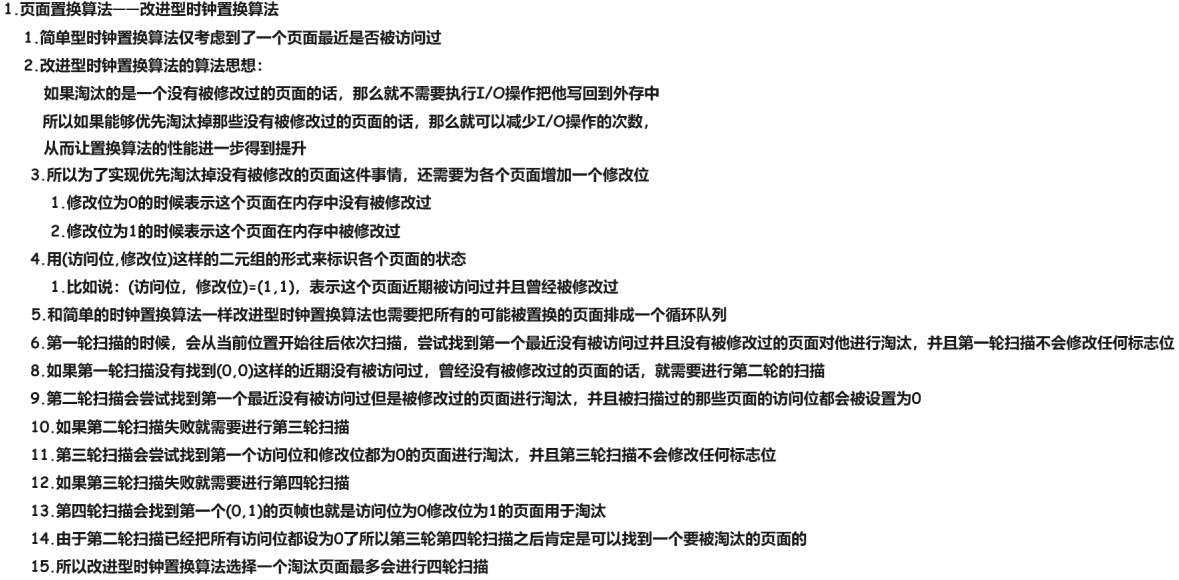 1.页面置换算法——改进型时钟置换算法
1.简单型时钟置换算法仅考虑到了一个页面最近是否被访问过
2.改进型时钟置换算法的算法思想：
如果淘汰的是一个没有被修改过的页面的话，那么就不需要执行I/O操作把他写回到外存中
所以如果能够优先淘汰掉那些没有被修改过的页面的话，那么就可以减少I/O操作的次数，
从而让置换算法的性能进一步得到提升
3.所以为了实现优先淘汰掉没有被修改的页面这件事情，还需要为各个页面增加一个修改位
1.修改位为0的时候表示这个页面在内存中没有被修改过
2.修改位为1的时候表示这个页面在内存中被修改过
4.用(访问位,修改位)这样的二元组的形式来标识各个页面的状态
1.比如说：(访问位，修改位)=(1,1)，表示这个页面近期被访问过并且曾经被修改过
5.和简单的时钟置换算法一样改进型时钟置换算法也需要把所有的可能被置换的页面排成一个循环队列
6.第一轮扫描的时候，会从当前位置开始往后依次扫描，尝试找到第一个最近没有被访问过并且没有被修改过的页面对他进行淘汰，并且第一轮扫描不会修改任何标志位
8.如果第一轮扫描没有找到(0,0)这样的近期没有被访问过，曾经没有被修改过的页面的话，就需要进行第二轮的扫描
9.第二轮扫描会尝试找到第一个最近没有被访问过但是被修改过的页面进行淘汰，并且被扫描过的那些页面的访问位都会被设置为0
10.如果第二轮扫描失败就需要进行第三轮扫描
11.第三轮扫描会尝试找到第一个访问位和修改位都为0的页面进行淘汰，并且第三轮扫描不会修改任何标志位
12.如果第三轮扫描失败就需要进行第四轮扫描
13.第四轮扫描会找到第一个(0,1)的页帧也就是访问位为0修改位为1的页面用于淘汰
14.由于第二轮扫描已经把所有访问位都设为0了所以第三轮第四轮扫描之后肯定是可以找到一个要被淘汰的页面的
15.所以改进型时钟置换算法选择一个淘汰页面最多会进行四轮扫描